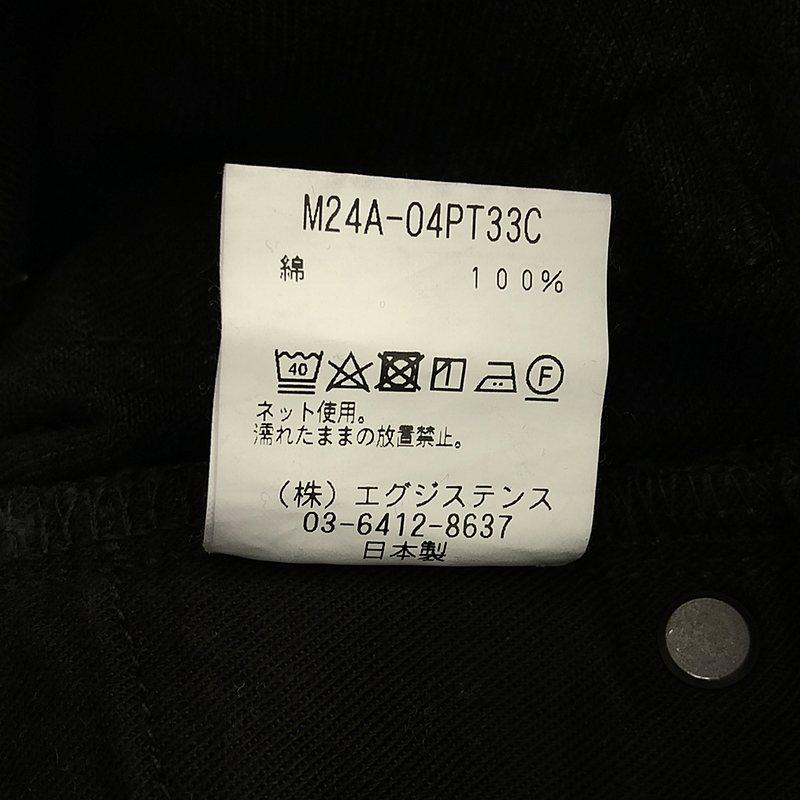 M24A-04PT33C
綿 100%
40 F
ネット使用。
濡れたままの放置禁止。
(株)エグジステンス
03-6412-8637
日本製